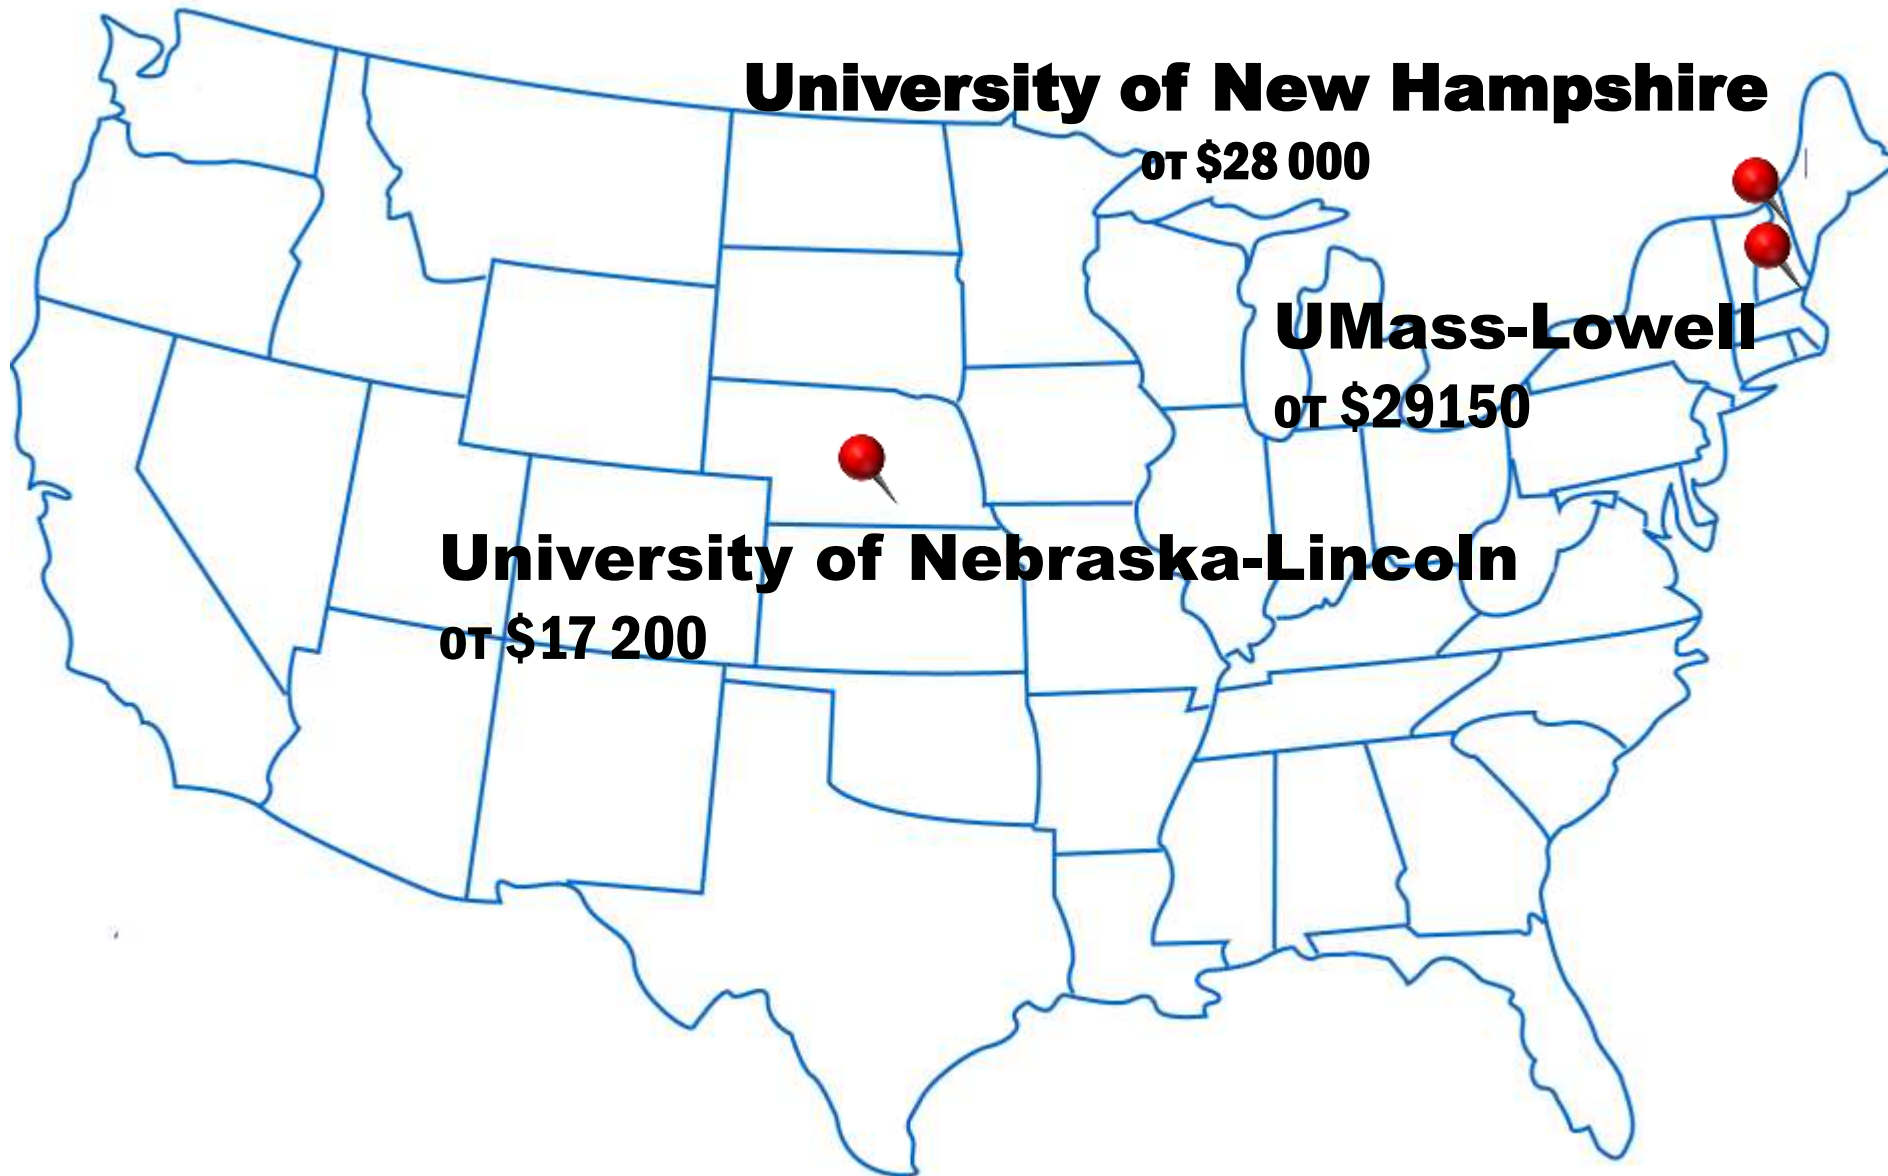 University of New Hampshire
от $28 000
UMass-Lowell
от $29150
University of Nebraska-Lincoln
от $17 200